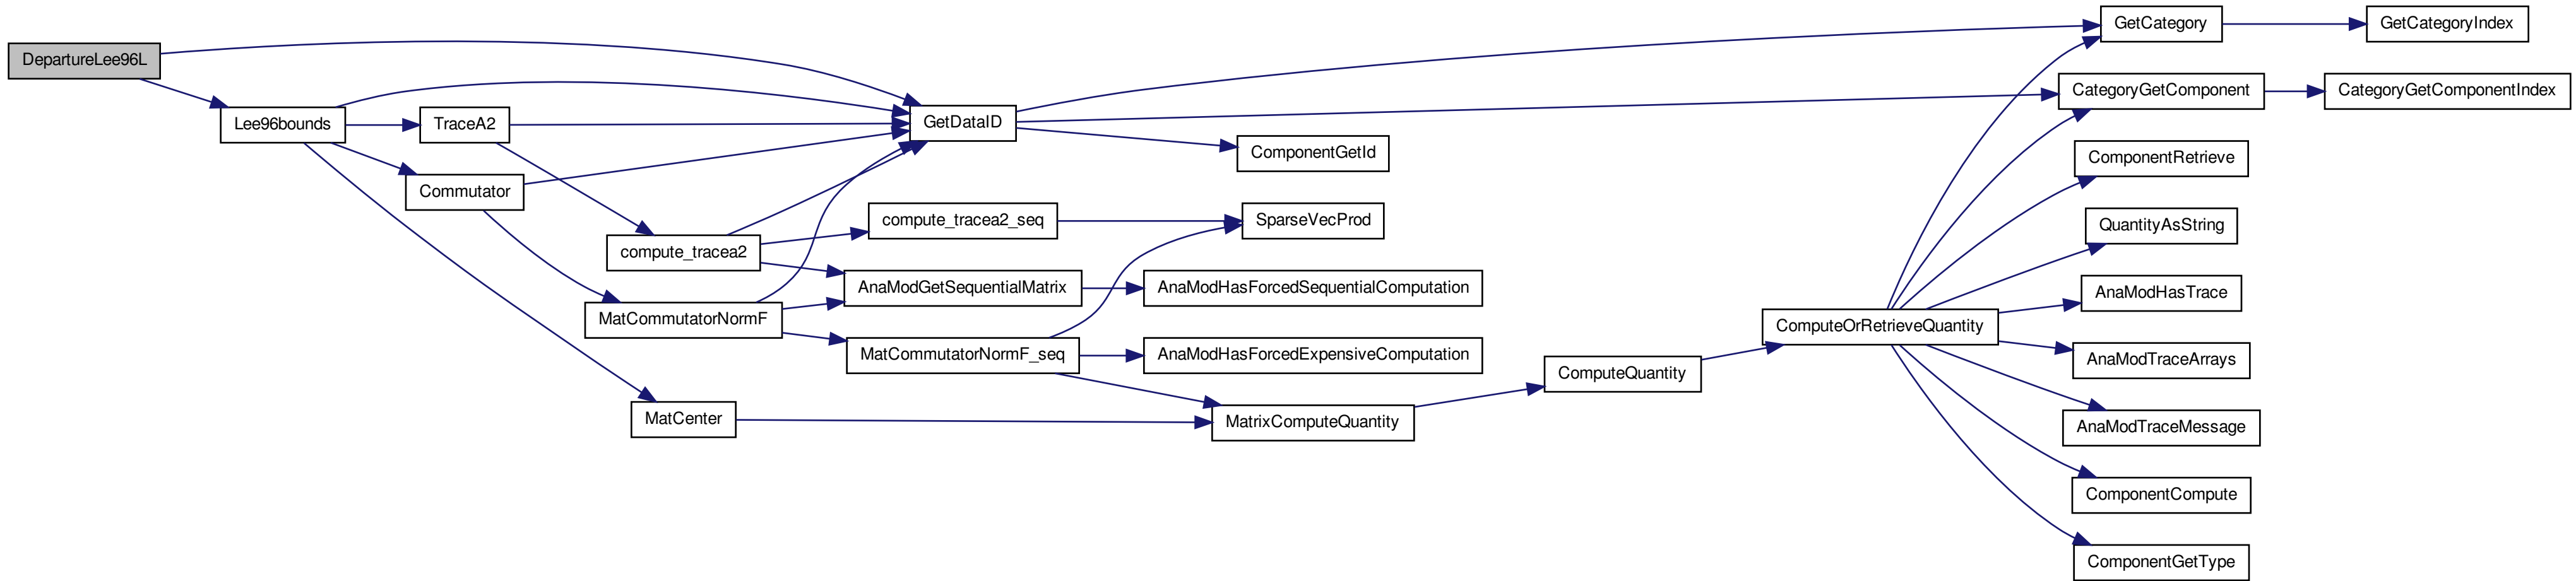 DepartureLee96L
Lee96bounds
TraceA2
Commutator
compute_tracea2
MatCommutatorNormF
MatCenter
GetDataID
compute_tracea2_seq
AnaModGetSequentialMatrix
MatCommutatorNormF_seq
ComponentGetId
SparseVecProd
AnaModHasForcedSequentialComputation
AnaModHasForcedExpensiveComputation
MatrixComputeQuantity
ComputeQuantity
ComputeOrRetrieveQuantity
GetCategory
CategoryGetComponent
ComponentRetrieve
QuantityAsString
AnaModHasTrace
AnaModTraceArrays
AnaModTraceMessage
ComponentCompute
ComponentGetType
GetCategoryIndex
CategoryGetComponentIndex